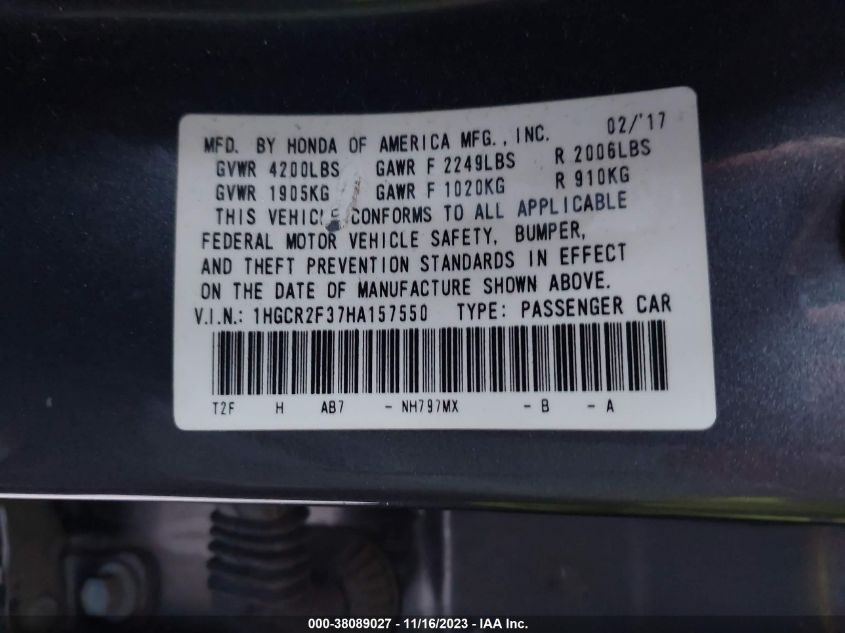 MFD. BY HONDA OF AMERICA MFG., INC. 02/'17
GVWR 4200LBS GAWR F 2249LBS R 2006LBS
GVWR 1905KG GAWR F 1020KG R 910KG
THIS VEHICLE CONFORMS TO ALL APPLICABLE
FEDERAL MOTOR VEHICLE SAFETY, BUMPER,
AND THEFT PREVENTION STANDARDS IN EFFECT
ON THE DATE OF MANUFACTURE SHOWN ABOVE.
V.I.N.: 1HGCR2F37HA157550 TYPE: PASSENGER CAR
T2F H AB7 - NH797MX - B - A
000-38089027 - 11/16/2023 - IAA Inc.